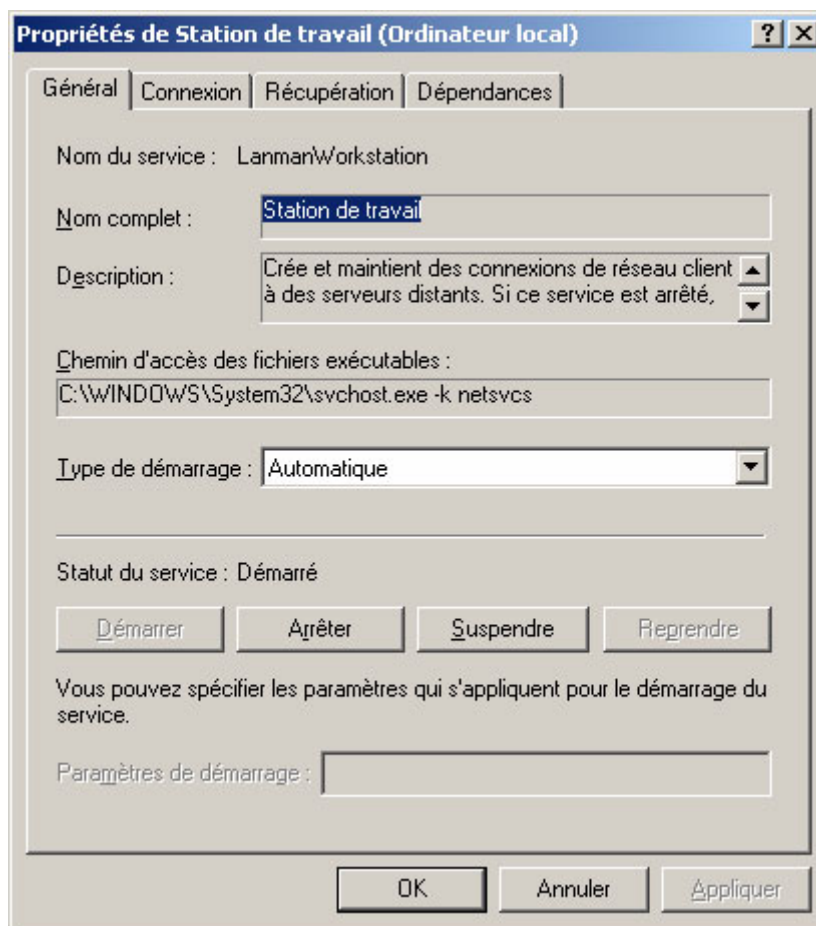 Propriétés de Station de travail (Ordinateur local)
Général Connexion Récupération Dépendances
Nom du service : LanmanWorkstation
Nom complet : Station de travail
Description : Crée et maintient des connexions de réseau client
à des serveurs distants. Si ce service est arrêté,
Chemin d'accès des fichiers exécutables :
C:\WINDOWS\System32\svchost.exe -k netsvcs
Type de démarrage : Automatique
Statut du service : Démarré
Démarrer Arrêter Suspendre Reprendre
Vous pouvez spécifier les paramètres qui s'appliquent pour le démarrage du
service.
Paramètres de démarrage :
OK Annuler Appliquer